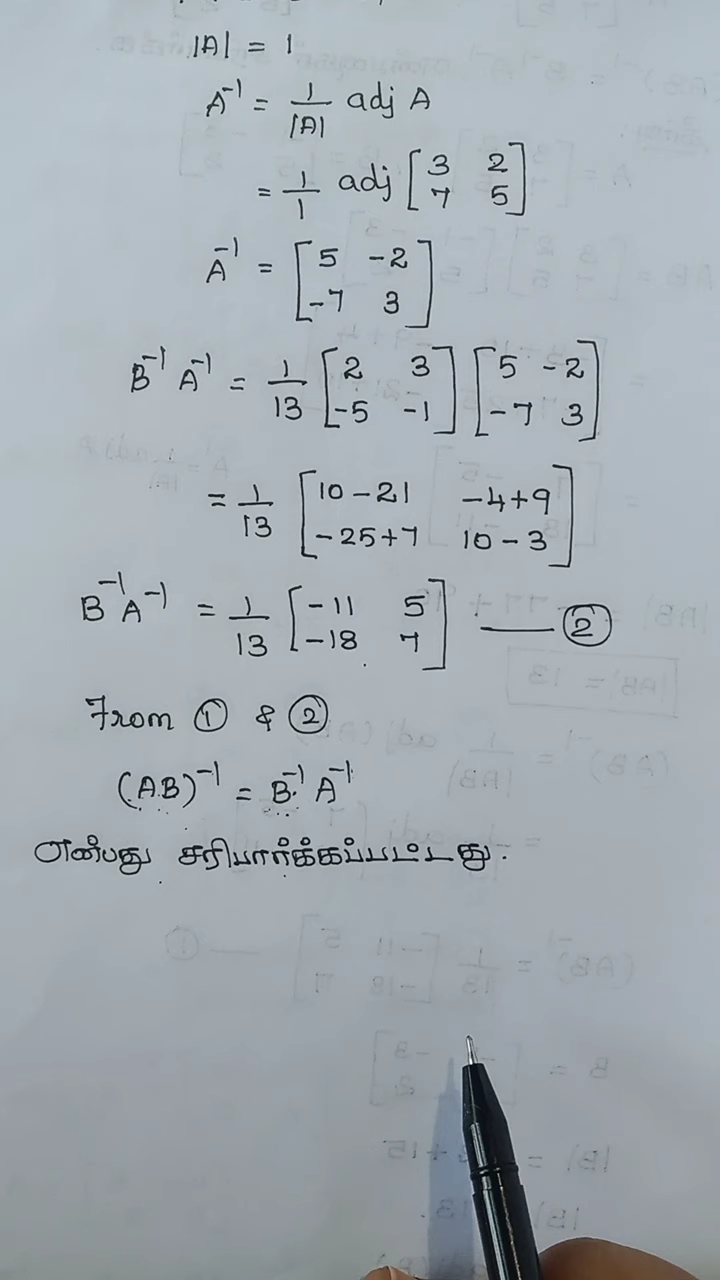 |A| = 1
A⁻¹ = 1/|A| adj A
= 1/1 adj [3 2; 7 5]
A⁻¹ = [5 -2; -7 3]
B⁻¹ A⁻¹ = 1/13 [2 3; -5 -1] [5 -2; -7 3]
= 1/13 [10-21 -4+9; -25+7 10-3]
B⁻¹A⁻¹ = 1/13 [-11 5; -18 7] — ②
From ① & ②
(AB)⁻¹ = B⁻¹ A⁻¹
என்பது சரிபார்க்கப்பட்டது.